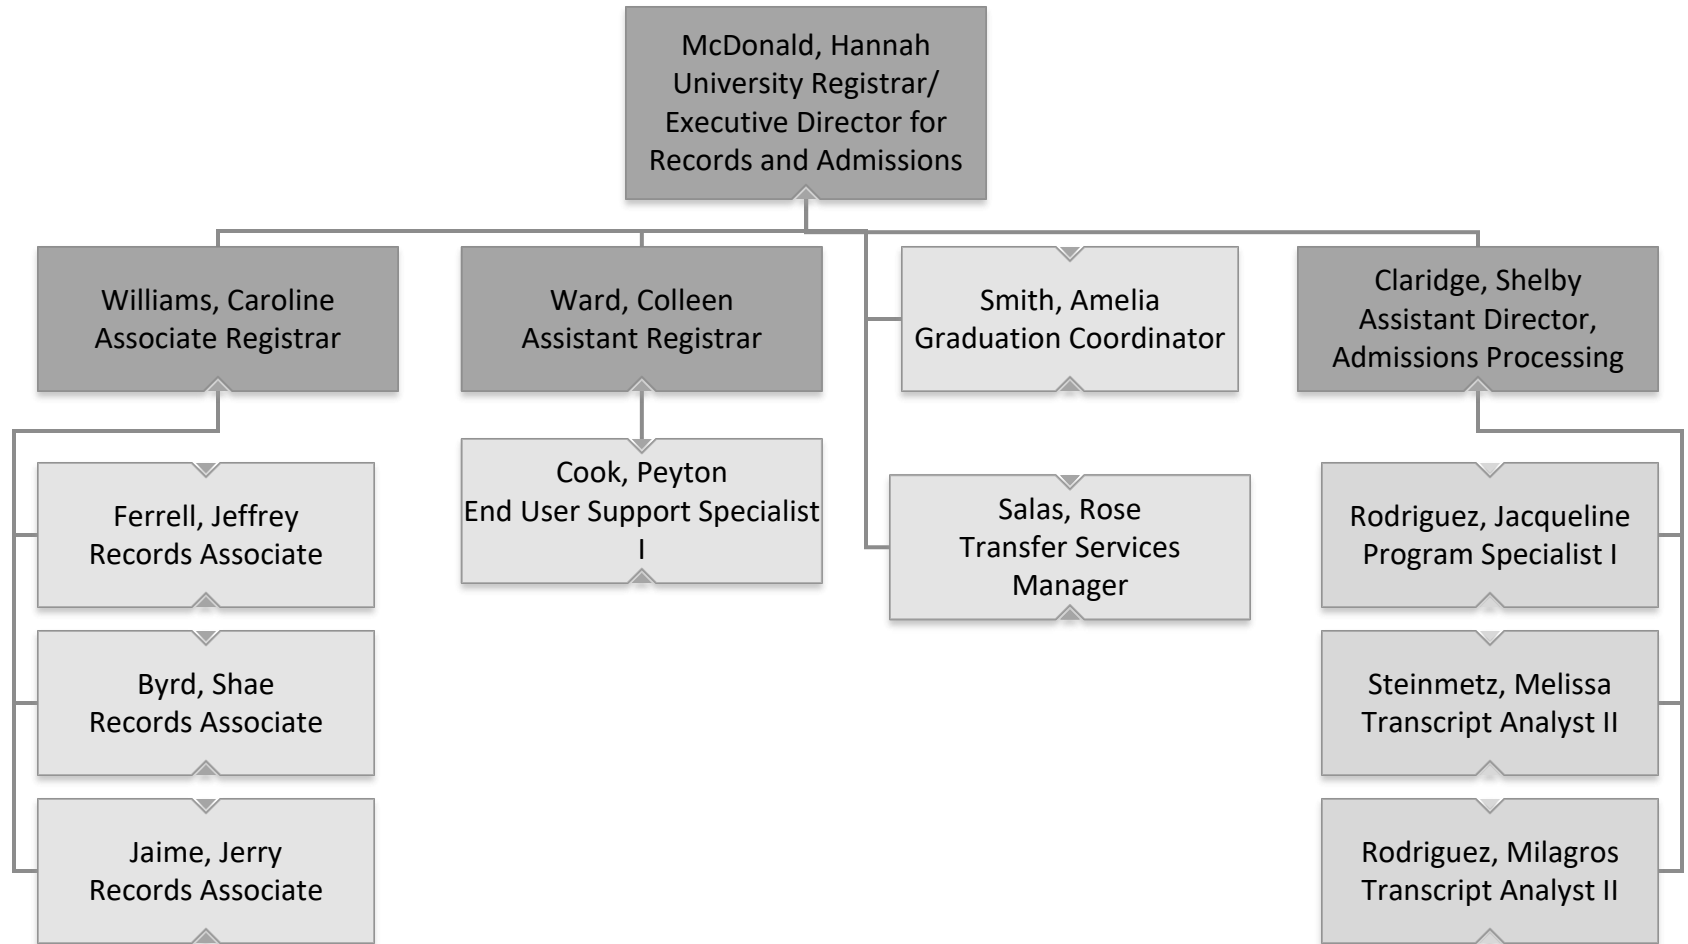 McDonald, Hannah
University Registrar/
Executive Director for
Records and Admissions
Williams, Caroline
Associate Registrar
Ward, Colleen
Assistant Registrar
Smith, Amelia
Graduation Coordinator
Claridge, Shelby
Assistant Director,
Admissions Processing
Ferrell, Jeffrey
Records Associate
Byrd, Shae
Records Associate
Jaime, Jerry
Records Associate
Cook, Peyton
End User Support Specialist
I
Salas, Rose
Transfer Services
Manager
Rodriguez, Jacqueline
Program Specialist I
Steinmetz, Melissa
Transcript Analyst II
Rodriguez, Milagros
Transcript Analyst II